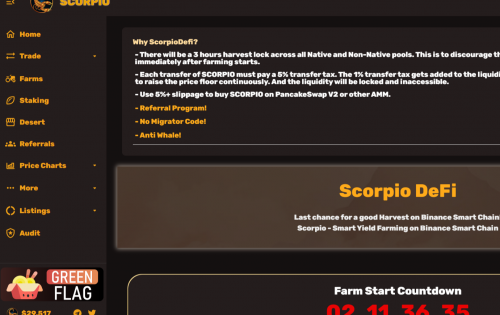 SCORPIO
Home
Trade
Farms
Staking
Desert
Referrals
Price Charts
More
Listings
Audit
GREEN
FLAG
$29.517
Why ScorpioDefi?
- There will be a 3 hours harvest lock across all Native and Non-Native pools. This is to discourage th
immediately after farming starts.
- Each transfer of SCORPIO must pay a 5% transfer tax. The 1% transfer tax gets added to the liquidi
to raise the price floor continuously. And the liquidity will be locked and inaccessible.
- Use 5%+ slippage to buy SCORPIO on PancakeSwap V2 or other AMM.
- Referral Program!
- No Migrator Code!
- Anti Whale!
Scorpio DeFi
Last chance for a good Harvest on Binance Smart Chain
Scorpio - Smart Yield Farming on Binance Smart Chain
Farm Start Countdown
02 11 36 35